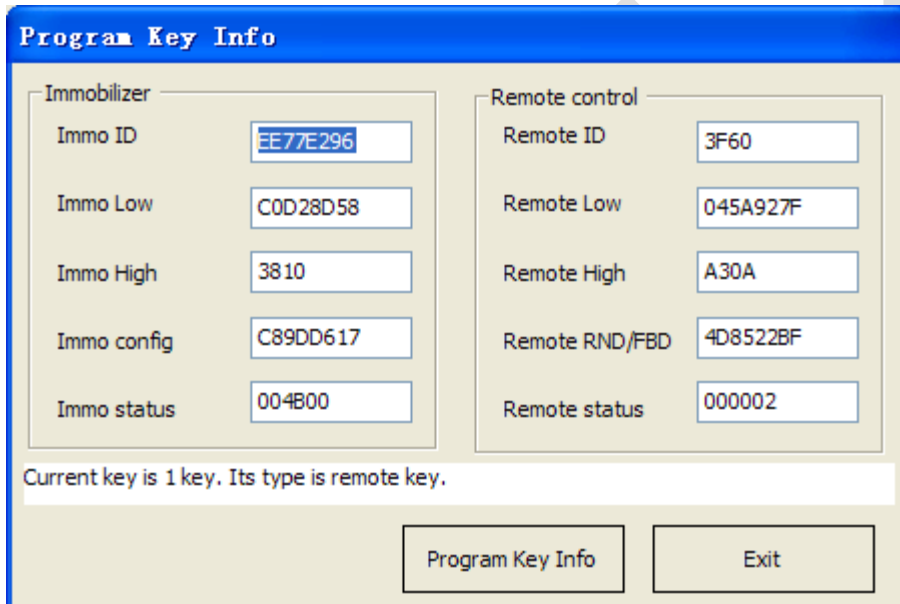 Program Key Info
Immobilizer
Immo ID EE77E296
Immo Low C0D28D58
Immo High 3810
Immo config C89DD617
Immo status 004B00
Remote control
Remote ID 3F60
Remote Low 045A927F
Remote High A30A
Remote RND/FBD 4D8522BF
Remote status 000002
Current key is 1 key. Its type is remote key.
Program Key Info
Exit